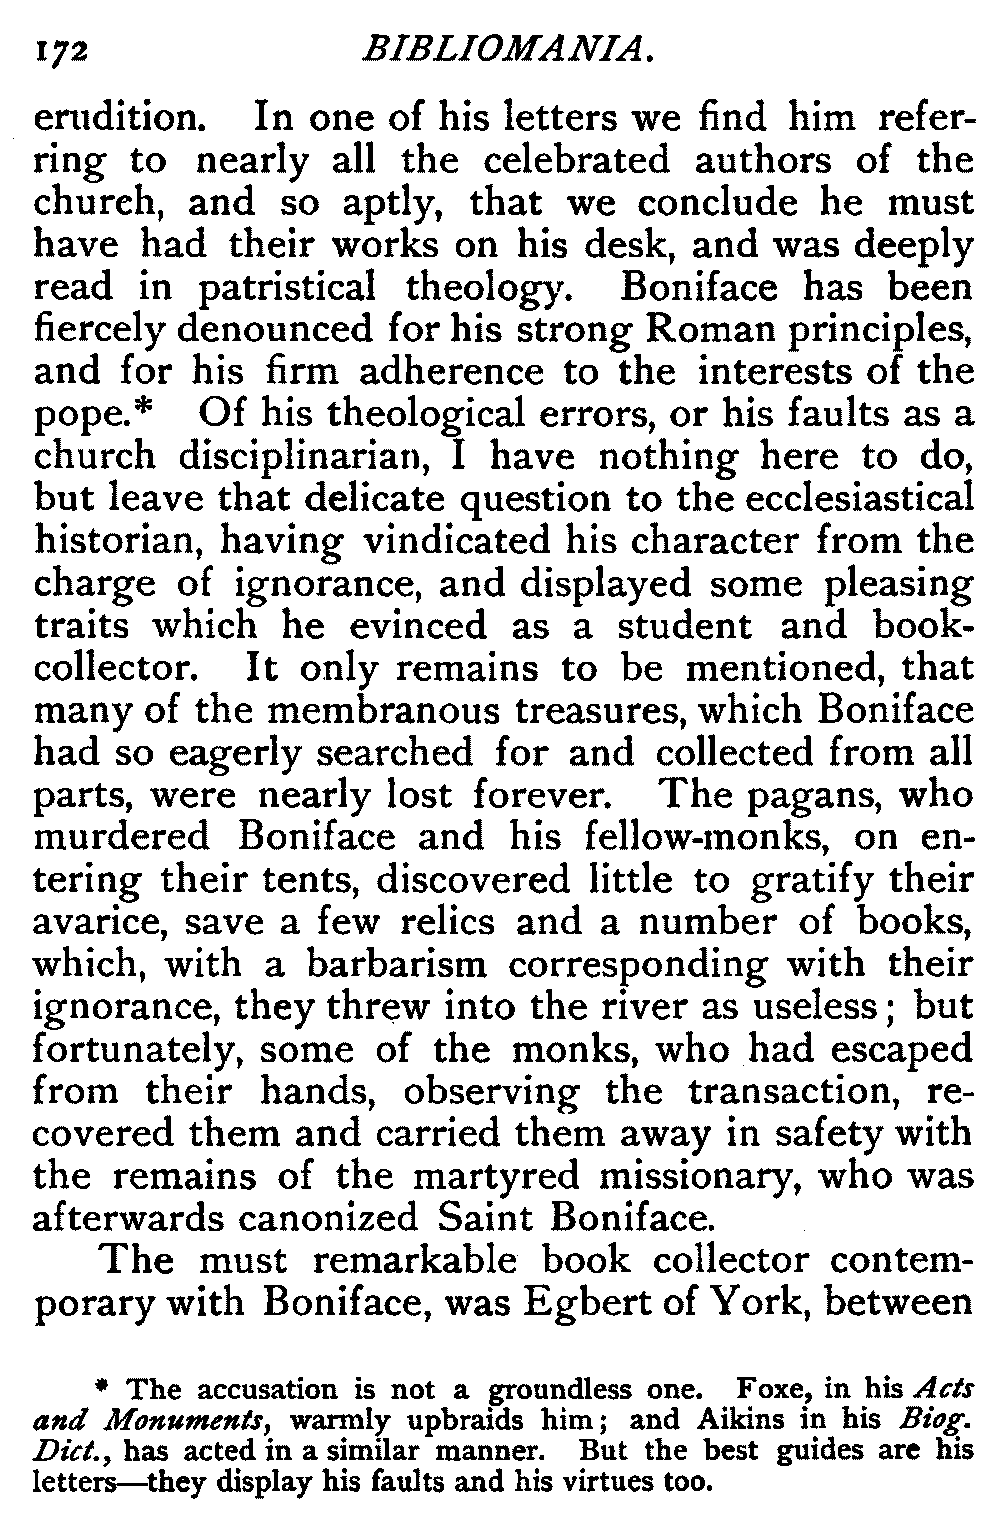 172 BIBLIOMANIA.
erudition. In one of his letters we find him refer-
ring to nearly all the celebrated authors of the
church, and so aptly, that we conclude he must
have had their works on his desk, and was deeply
read in patristical theology. Boniface has been
fiercely denounced for his strong Roman principles,
and for his firm adherence to the interests of the
pope.* Of his theological errors, or his faults as a
church disciplinarian, I have nothing here to do,
but leave that delicate question to the ecclesiastical
historian, having vindicated his character from the
charge of ignorance, and displayed some pleasing
traits which he evinced as a student and book-
collector. It only remains to be mentioned, that
many of the membranous treasures, which Boniface
had so eagerly searched for and collected from all
parts, were nearly lost forever. The pagans, who
murdered Boniface and his fellow-monks, on en-
tering their tents, discovered little to gratify their
avarice, save a few relics and a number of books,
which, with a barbarism corresponding with their
ignorance, they threw into the river as useless; but
fortunately, some of the monks, who had escaped
from their hands, observing the transaction, re-
covered them and carried them away in safety with
the remains of the martyred missionary, who was
afterwards canonized Saint Boniface.
The must remarkable book collector contem-
porary with Boniface, was Egbert of York, between
* The accusation is not a groundless one. Foxe, in his Acts
and Monuments, warmly upbraids him; and Aikins in his Biog.
Dict., has acted in a similar manner. But the best guides are his
letters—they display his faults and his virtues too.